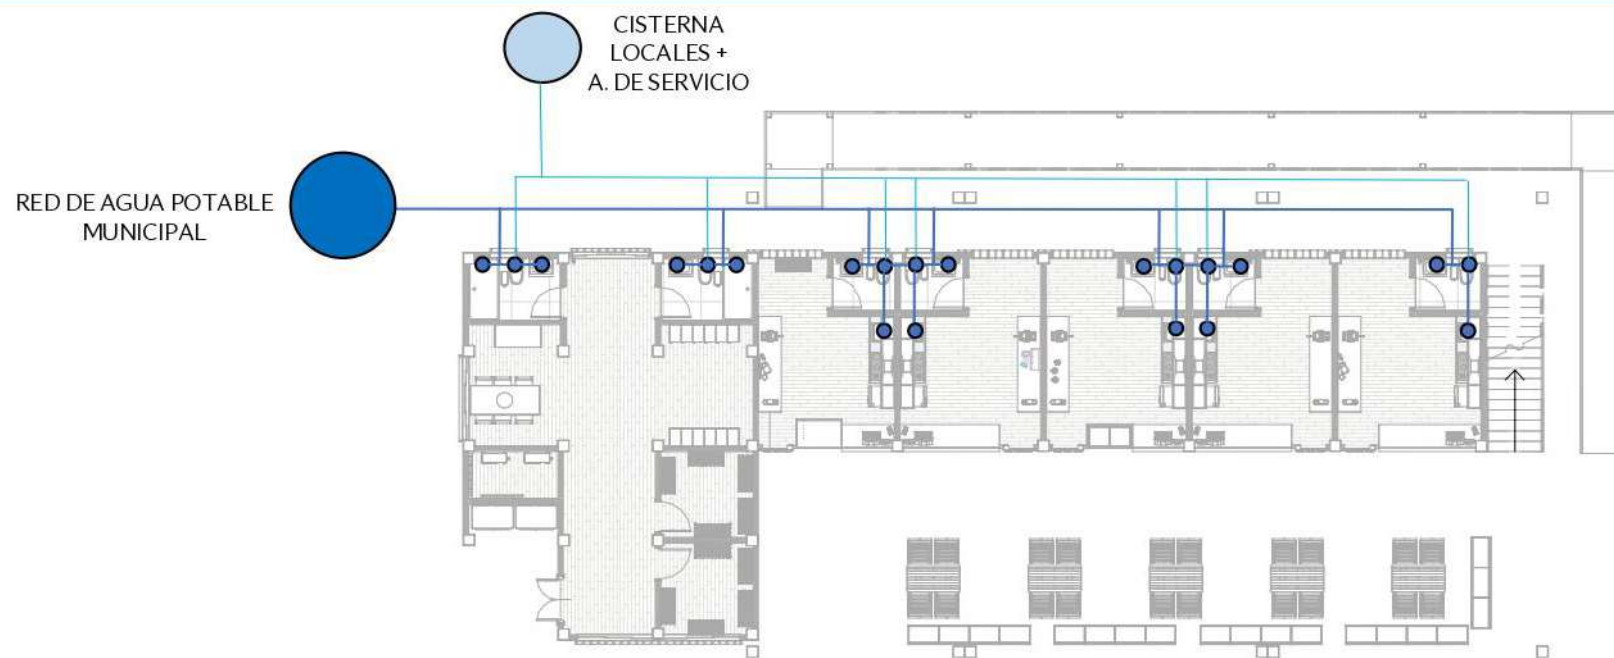 CISTERNA
LOCALES +
A. DE SERVICIO
RED DE AGUA POTABLE
MUNICIPAL